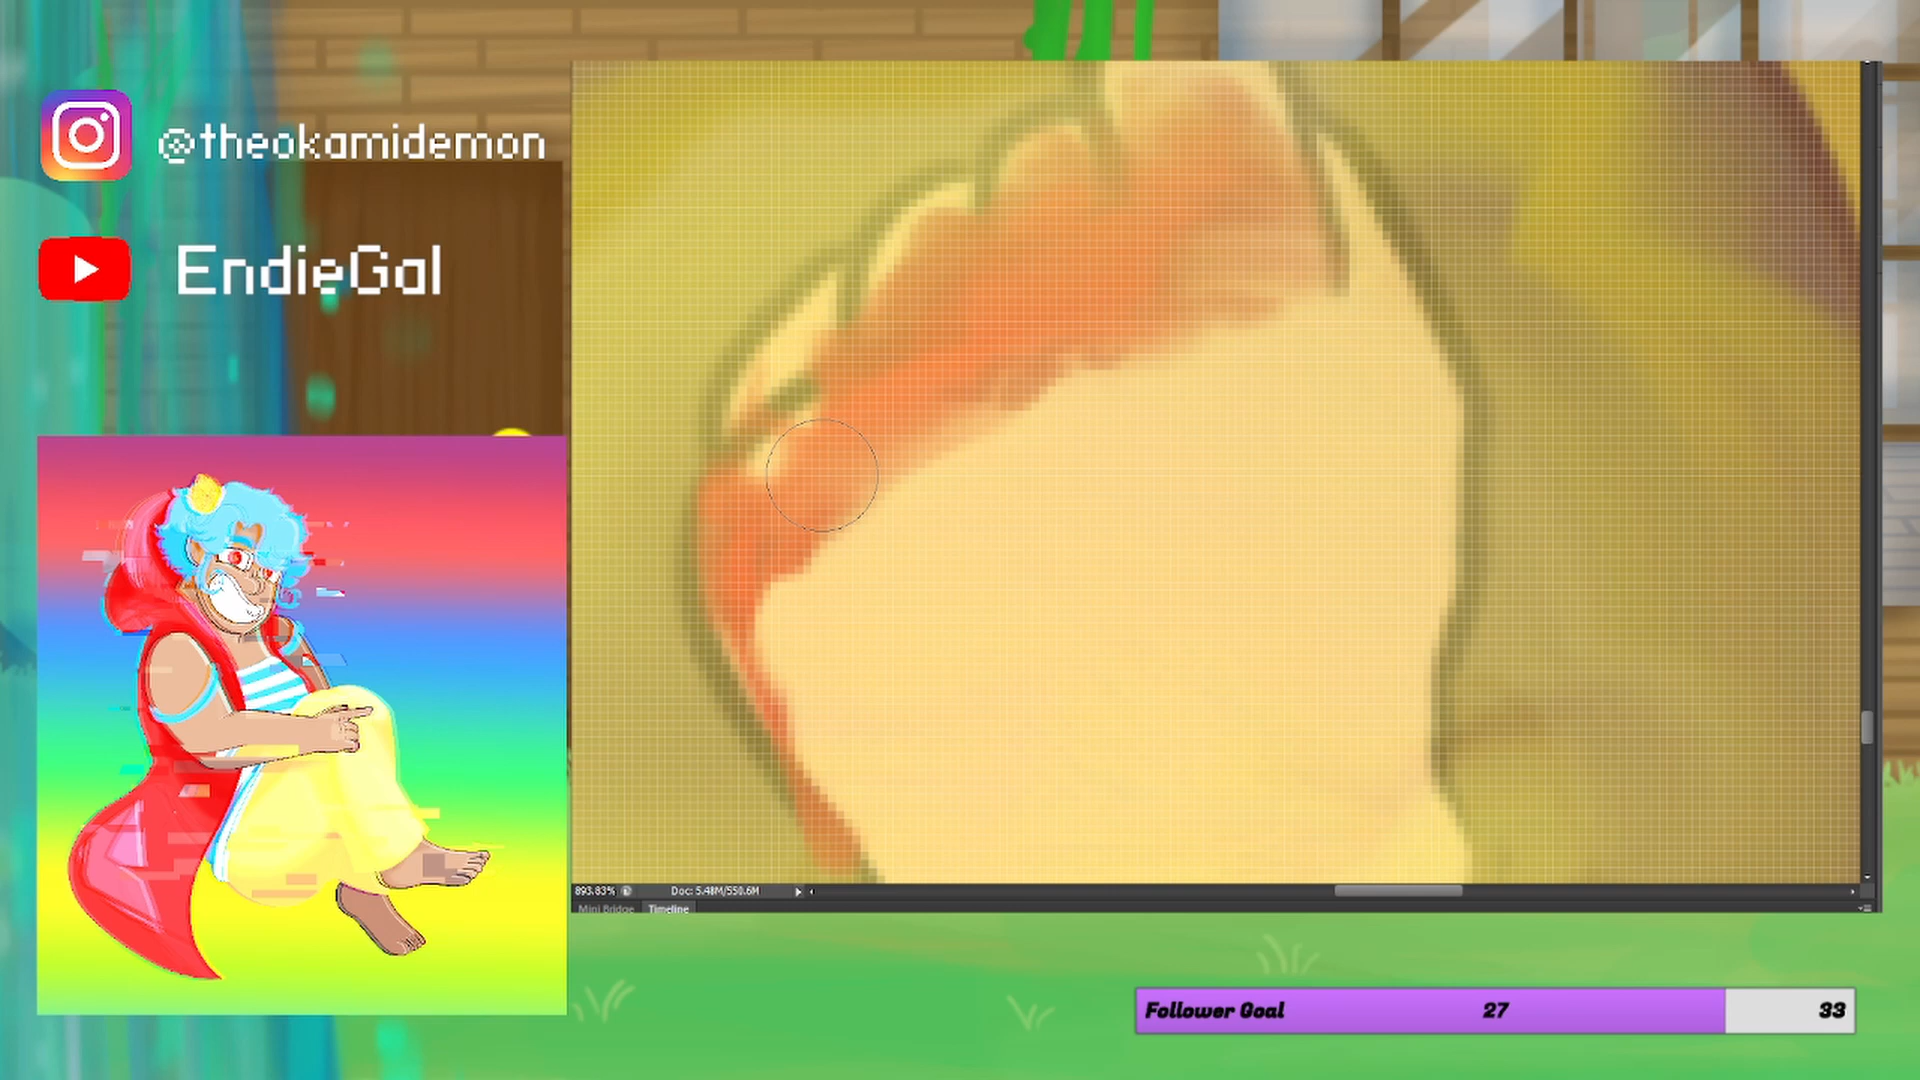 @theokamidemon
EndieGal
893.83%
Doc: 5.48M/550.6M
Mini Bridge
Timeline
Follower Goal 27 33